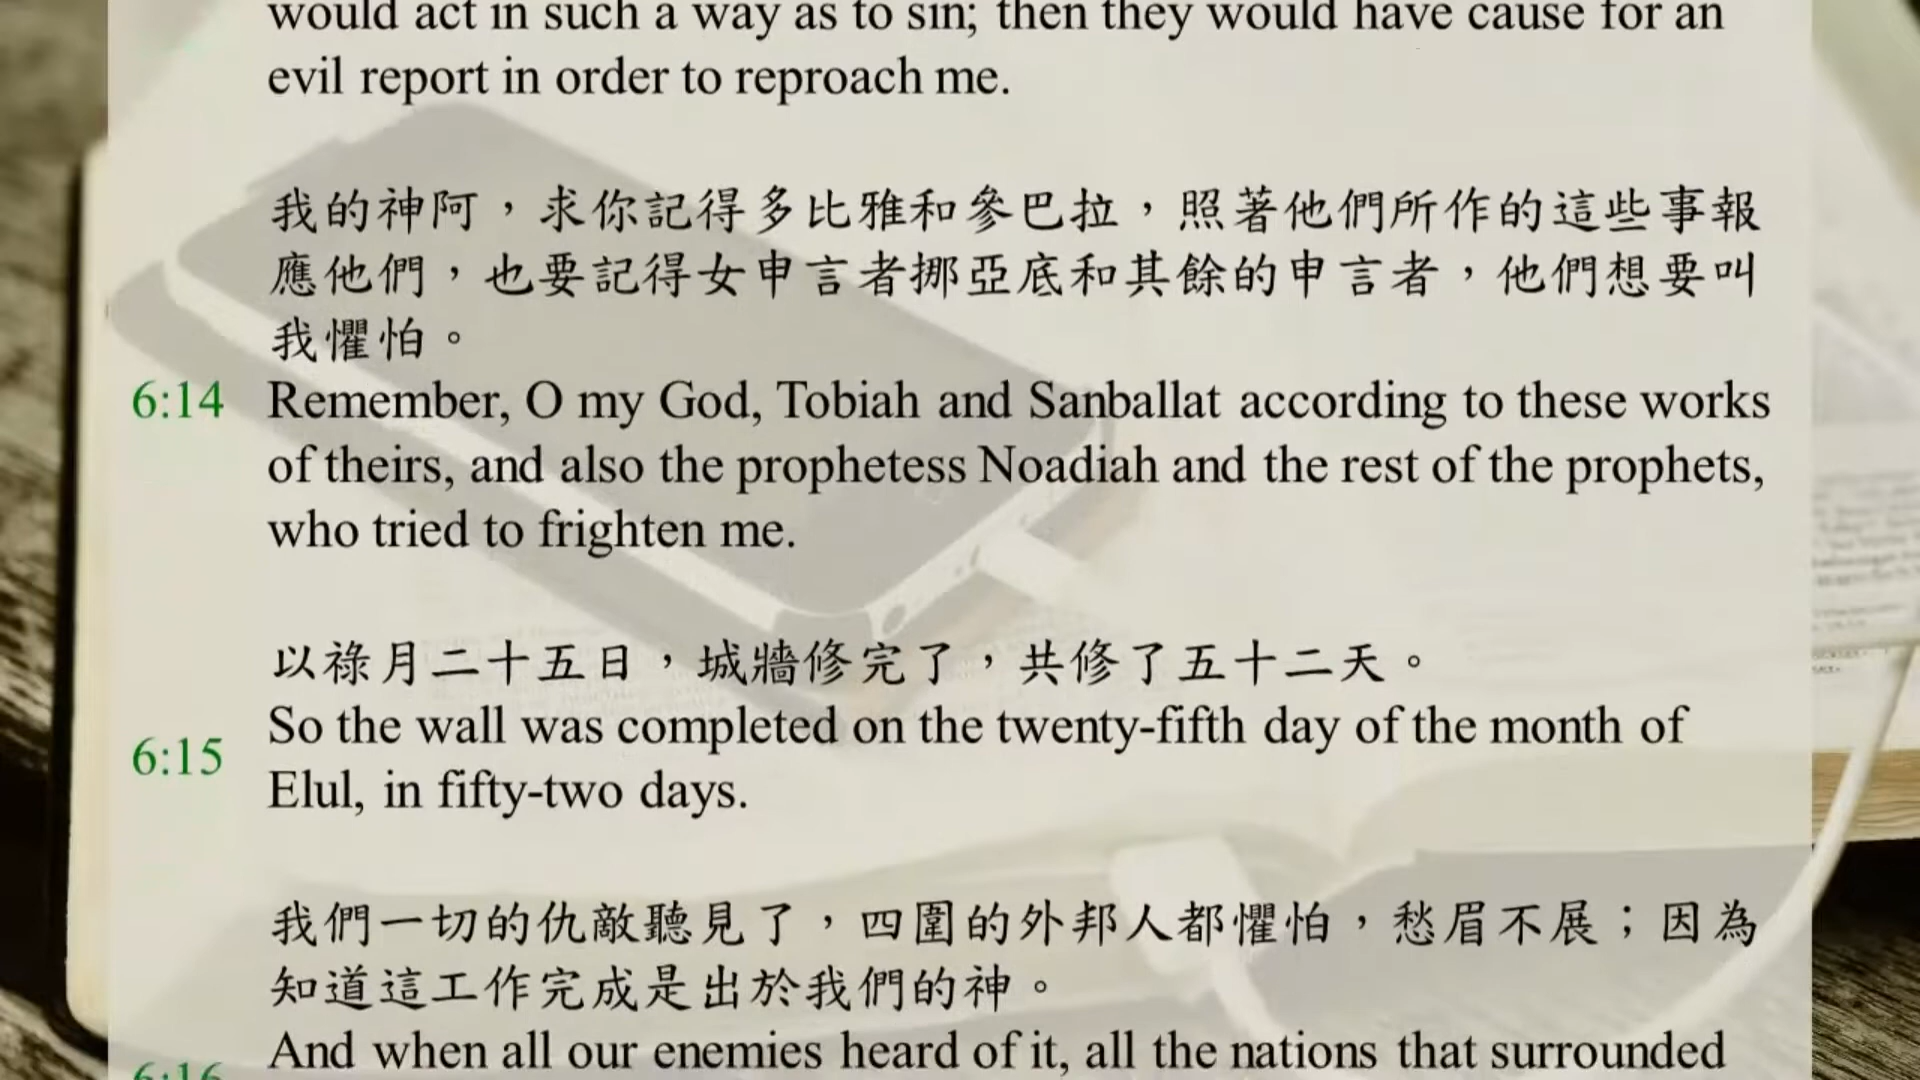 would act in such a way as to sin; then they would have cause for an
evil report in order to reproach me.
我的神阿，求你記得多比雅和參巴拉，照著他們所作的這些事報
應他們，也要記得女申言者挪亞底和其餘的申言者，他們想要叫
我懼怕。
6:14 Remember, O my God, Tobiah and Sanballat according to these works
of theirs, and also the prophetess Noadiah and the rest of the prophets,
who tried to frighten me.
以祿月二十五日，城牆修完了，共修了五十二天。
6:15 So the wall was completed on the twenty-fifth day of the month of
Elul, in fifty-two days.
我們一切的仇敵聽見了，四圍的外邦人都懼怕，愁眉不展；因為
知道這工作完成是出於我們的神。
6:16 And when all our enemies heard of it, all the nations that surrounded